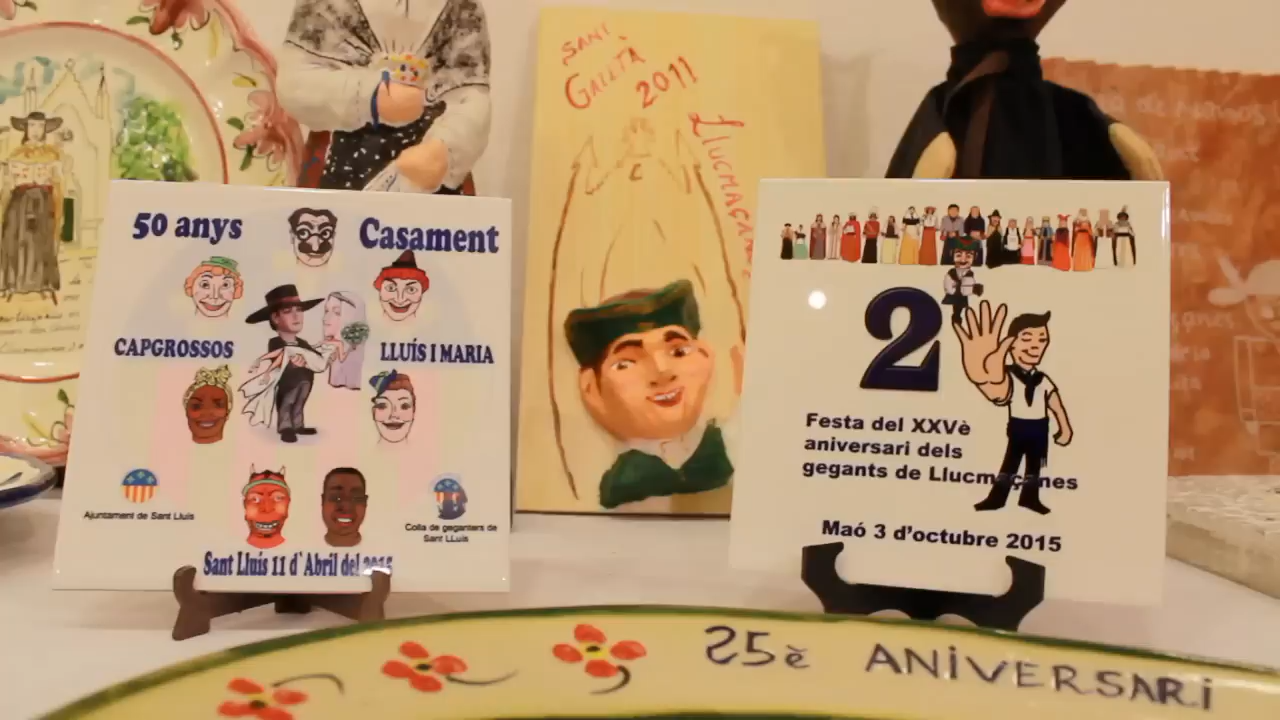 50 anys
Casament
CAPGROSSOS
LLUÍS I MARIA
Ajuntament de Sant Lluís
Colla de geganters de
Sant LLuís
Sant Lluís 11 d'Abril del 2015
SANT
GAIETÀ
2011
LLUCMAÇANES
2
Festa del XXVè
aniversari dels
gegants de Llucmaçanes
Maó 3 d'octubre 2015
25è ANIVERSARI